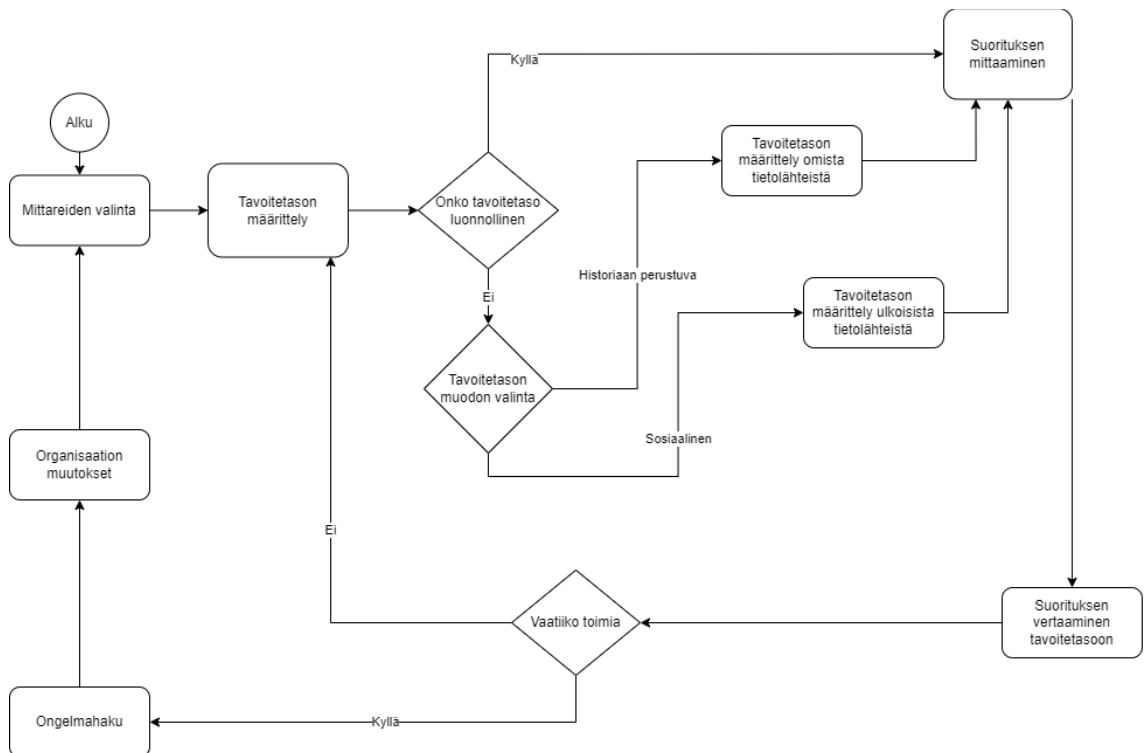 Suorituksen
mittaaminen
Kyllä
Alku
Tavoitetason
määrittely omista
tietolähteistä
Mittareiden valinta
Tavoitetason
määrittely
Onko tavoitetaso
luonnollinen
Historiaan perustuva
Ei
Tavoitetason
määrittely ulkoisista
tietolähteistä
Tavoitetason
muodon valinta
Sosiaalinen
Organisaation
muutokset
Ei
Vaatiiko toimia
Suorituksen
vertaaminen
tavoitetasoon
Ongelmahaku
Kyllä